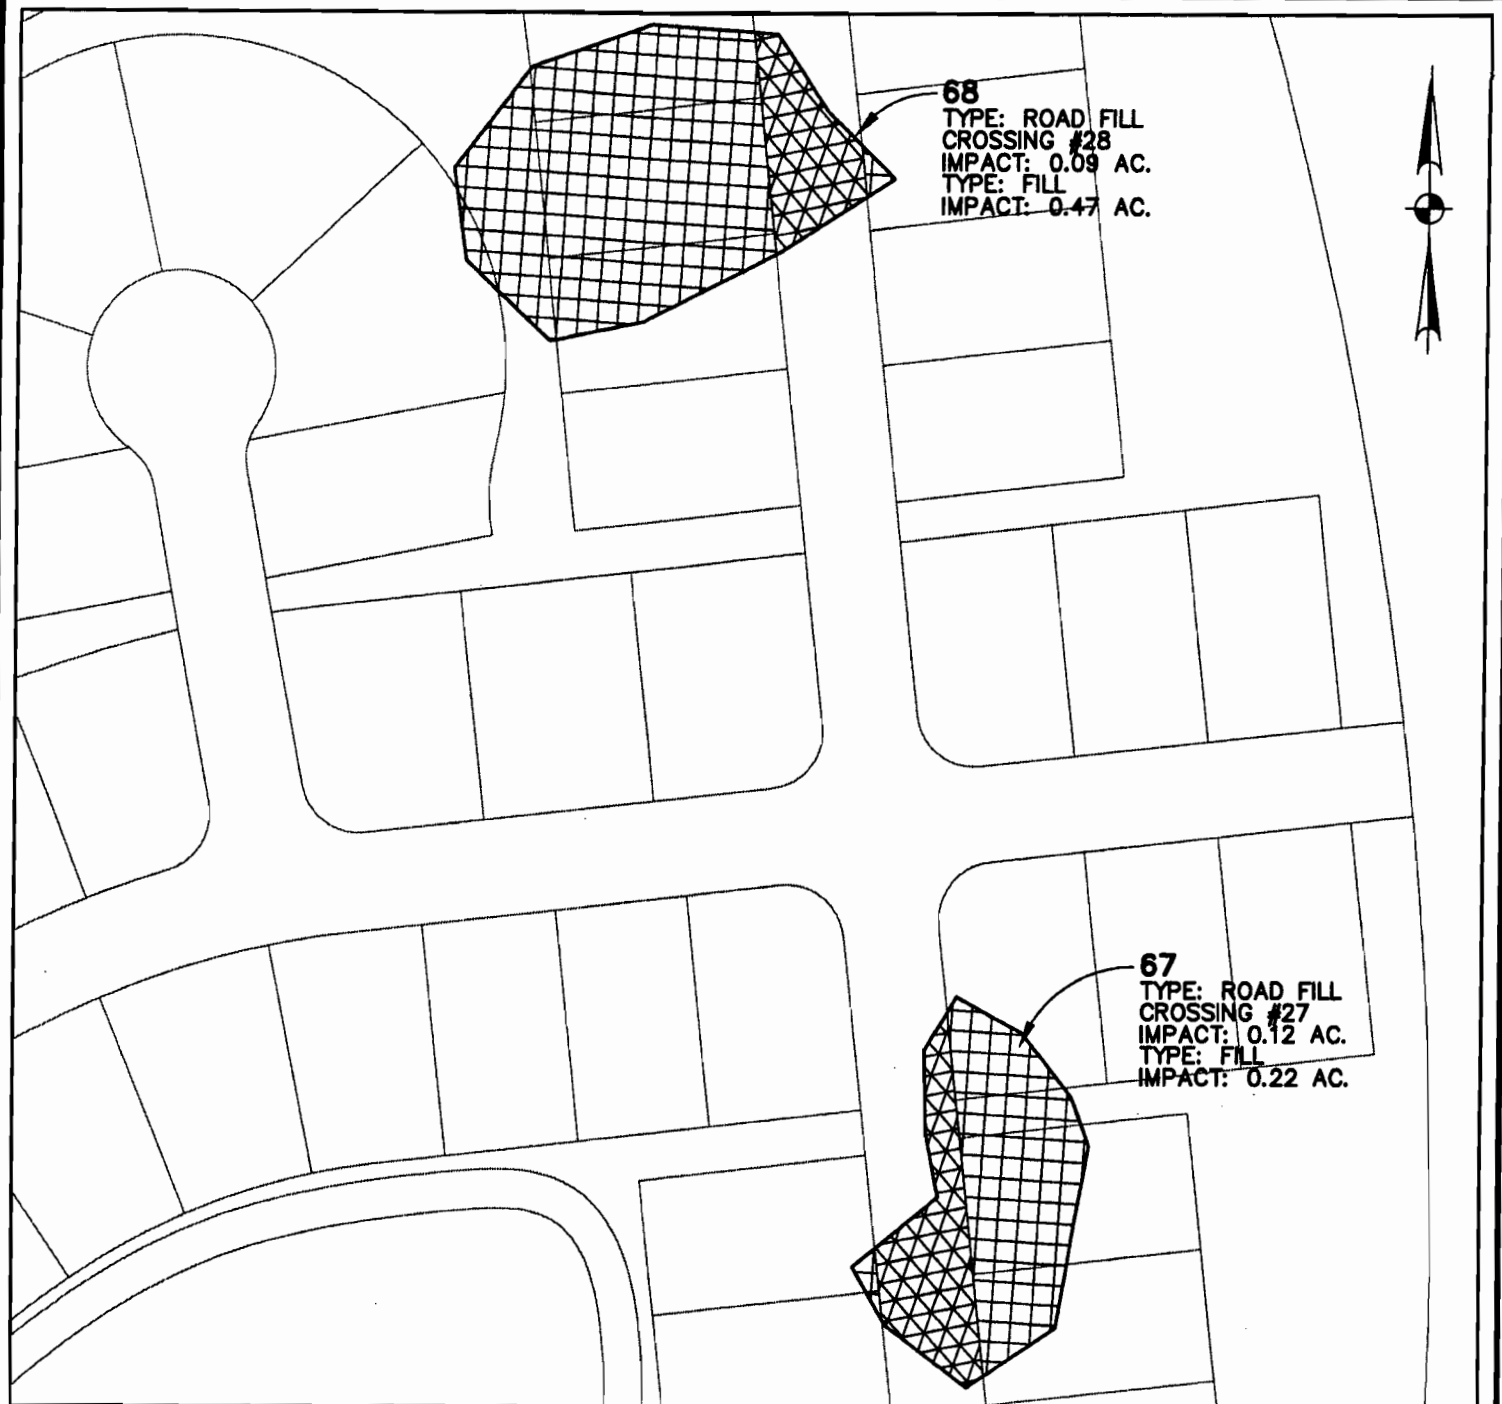 68
TYPE: ROAD FILL
CROSSING #28
IMPACT: 0.09 AC.
TYPE: FILL
IMPACT: 0.47 AC.
67
TYPE: ROAD FILL
CROSSING #27
IMPACT: 0.12 AC.
TYPE: FILL
IMPACT: 0.22 AC.